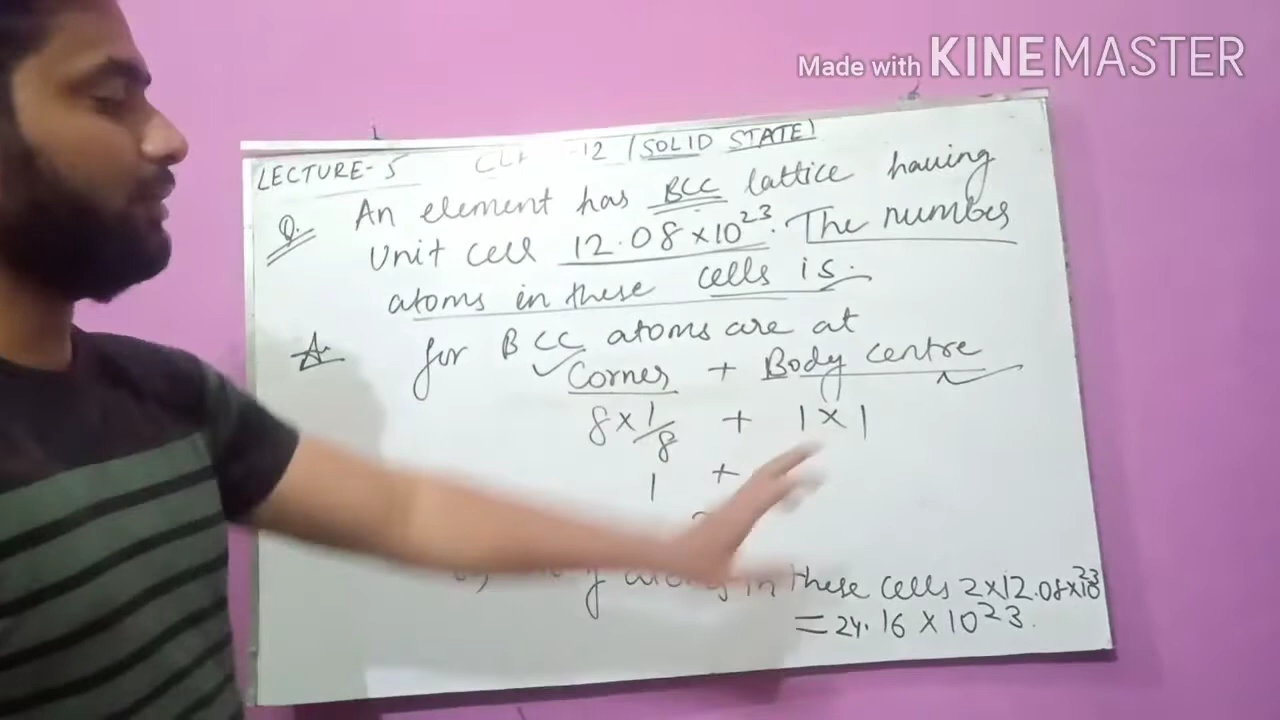 Made with KINEMASTER
LECTURE-5 -12 (SOLID STATE)
Q. An element has BCC lattice having
Unit cell 12.08×10²³. The number
atoms in these cells is.
A. for BCC atoms are at
Corner + Body centre
8×1/8 + 1×1
1 +
in these cells 2×12.08×10²³
=24.16×10²³.